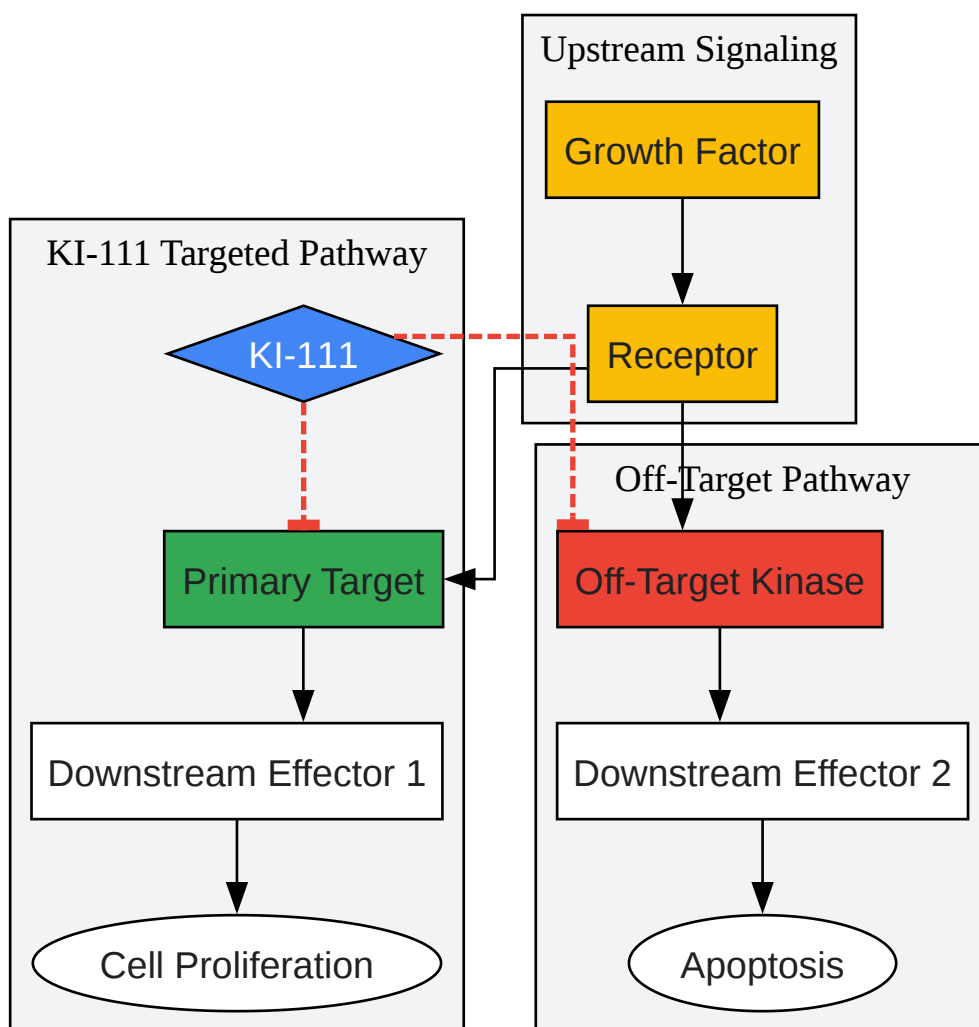 Upstream Signaling
Growth Factor
Receptor
KI-111 Targeted Pathway
KI-111
Primary Target
Downstream Effector 1
Cell Proliferation
Off-Target Pathway
Off-Target Kinase
Downstream Effector 2
Apoptosis